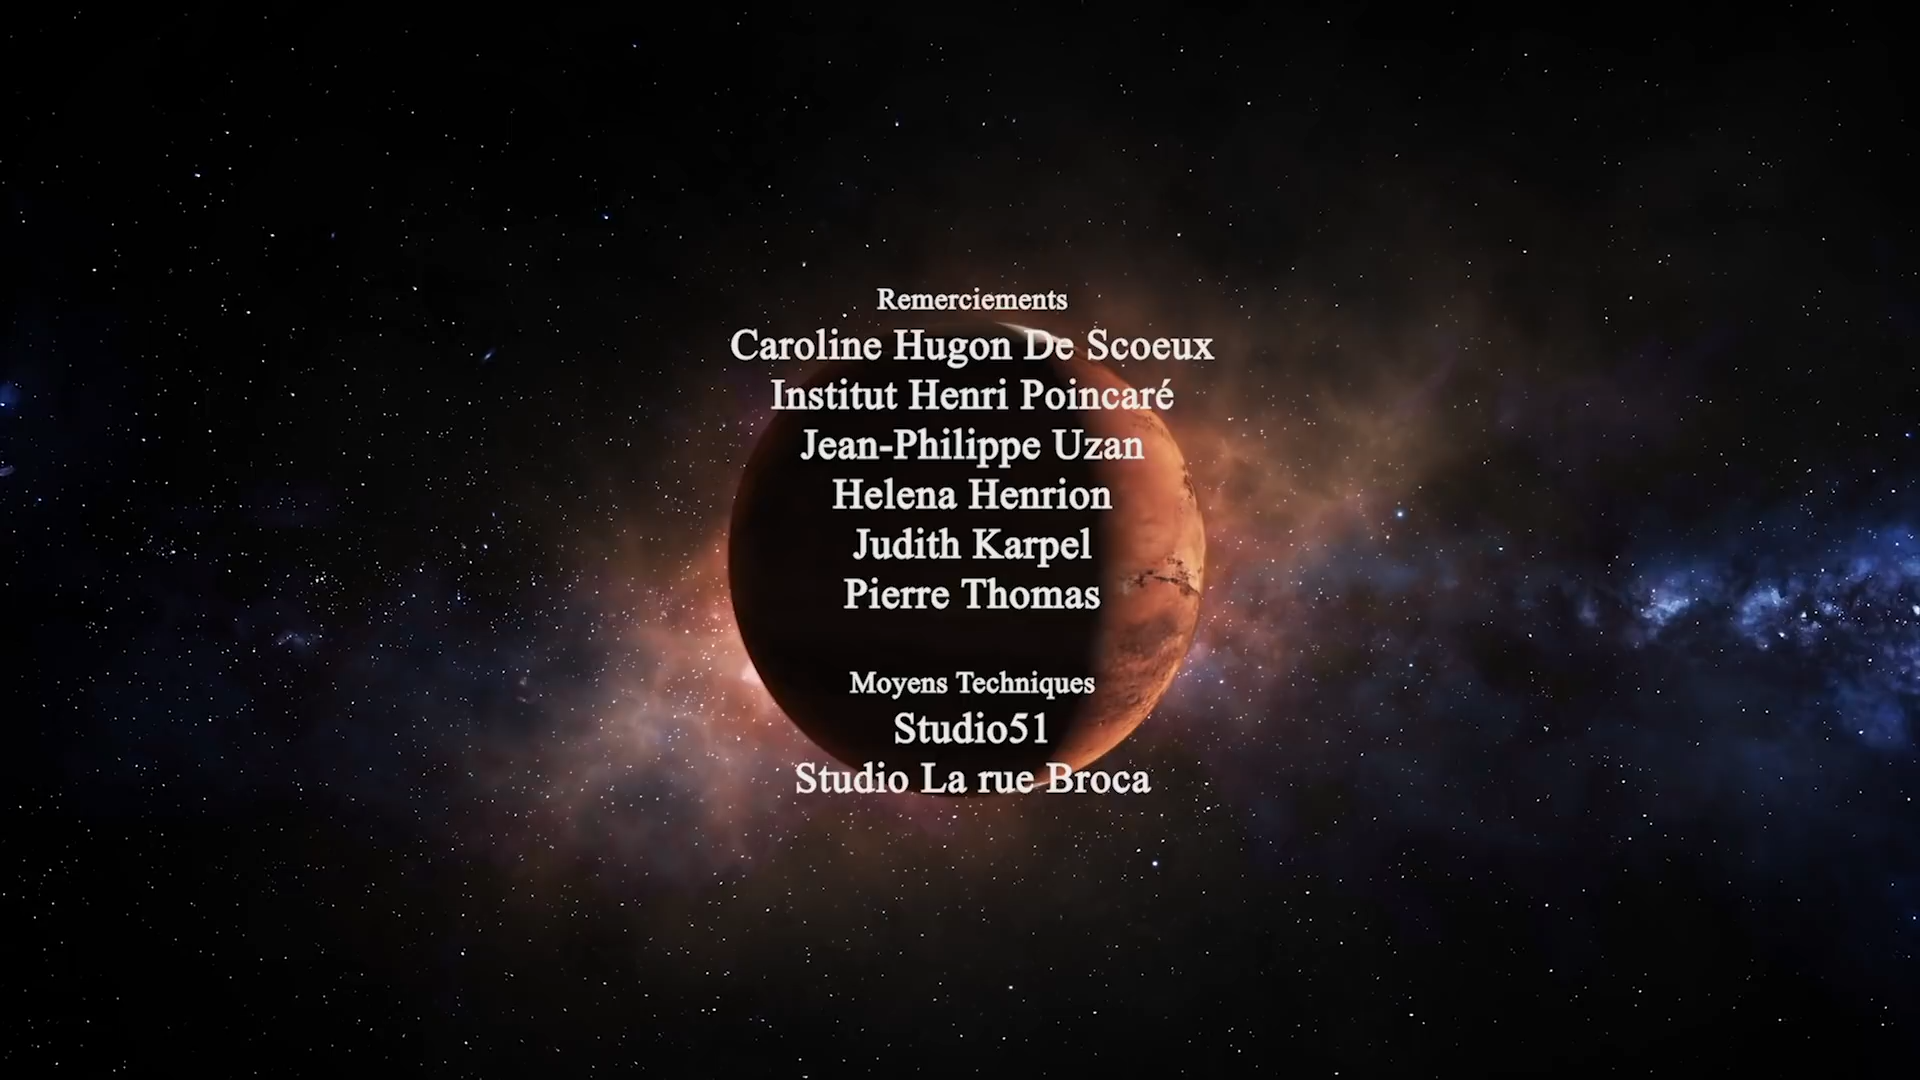 Remerciements
Caroline Hugon De Scoeux
Institut Henri Poincaré
Jean-Philippe Uzan
Helena Henrion
Judith Karpel
Pierre Thomas
Moyens Techniques
Studio51
Studio La rue Broca